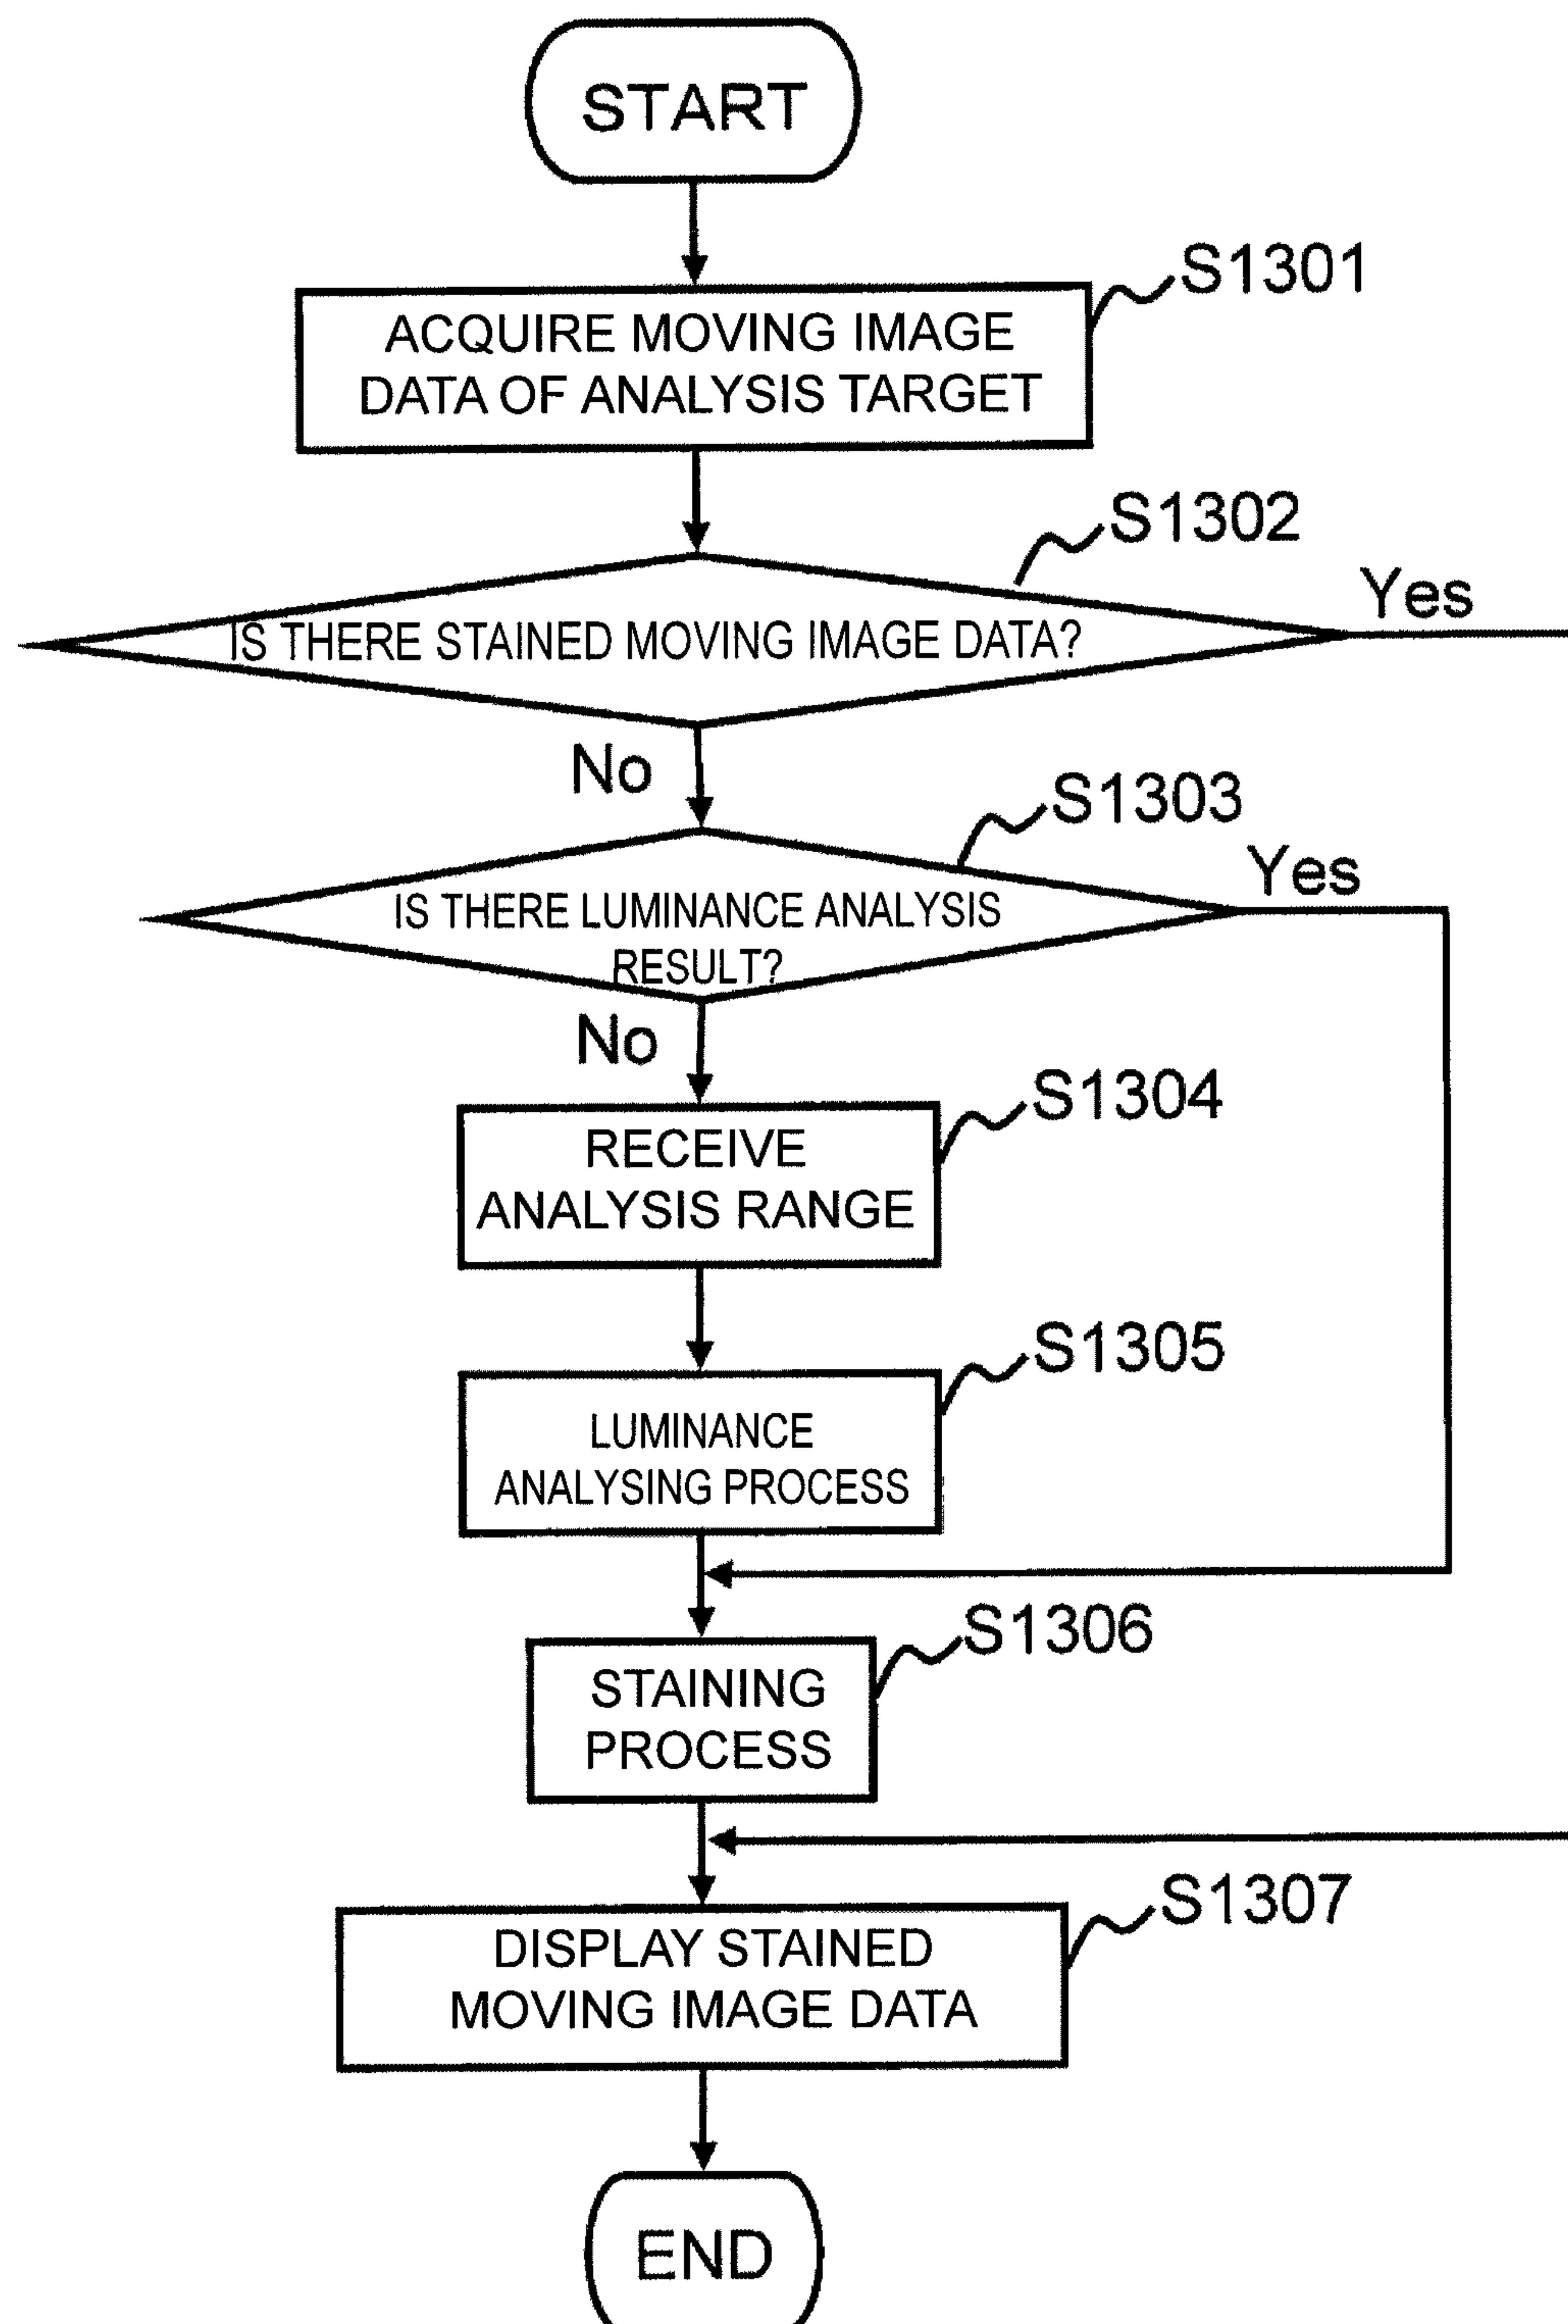 START
S1301
ACQUIRE MOVING IMAGE
DATA OF ANALYSIS TARGET
S1302
Yes
IS THERE STAINED MOVING IMAGE DATA?
No
S1303
Yes
IS THERE LUMINANCE ANALYSIS
RESULT?
No
S1304
RECEIVE
ANALYSIS RANGE
S1305
LUMINANCE
ANALYSING PROCESS
S1306
STAINING
PROCESS
S1307
DISPLAY STAINED
MOVING IMAGE DATA
END